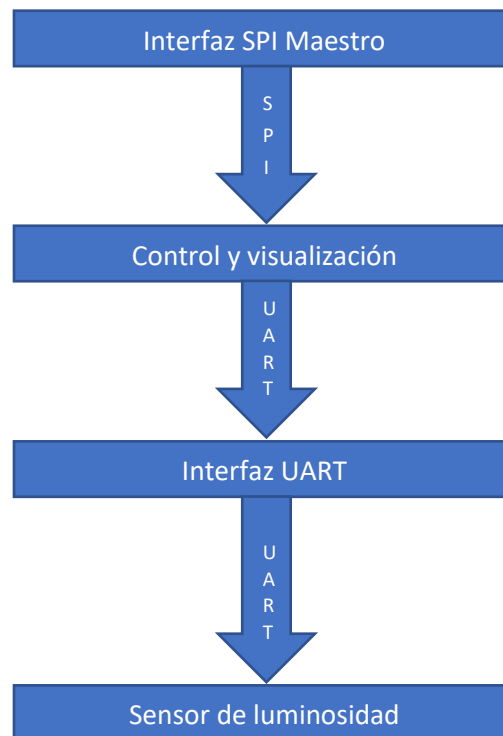 Interfaz SPI Maestro
S
P
I
Control y visualización
U
A
R
T
Interfaz UART
U
A
R
T
Sensor de luminosidad